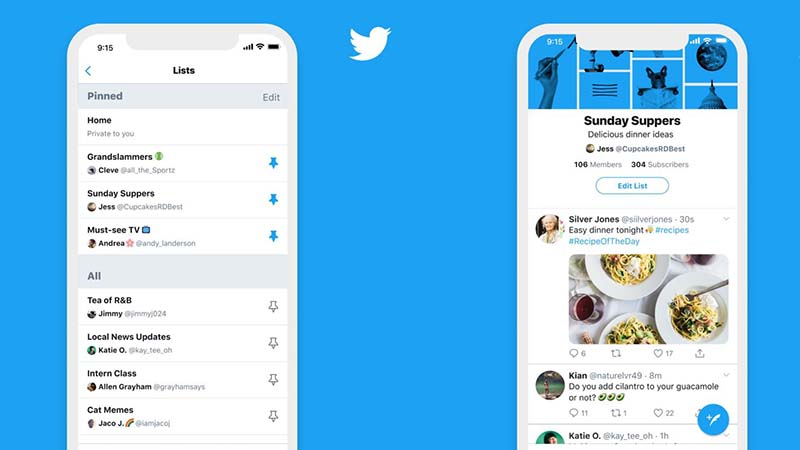 9:15
Lists
Pinned Edit
Home
Private to you
Grandslammers
Cleve @all_the_Sportz
Sunday Suppers
Jess @CupcakesRDBest
Must-see TV
Andrea @andy_landerson
All
Tea of R&B
Jimmy @jimmyj024
Local News Updates
Katie O. @kay_tee_oh
Intern Class
Allen Grayham @grayhamsays
Cat Memes
Jaco J. @iamjacoj
9:15
Sunday Suppers
Delicious dinner ideas
Jess @CupcakesRDBest
106 Members 304 Subscribers
Edit List
Silver Jones @siilverjones · 30s
Easy dinner tonight #recipes
#RecipeOfTheDay
6 17
Kian @naturelvr49 · 8m
Do you add cilantro to your guacamole
or not?
11 1 22
Katie O. @kay_tee_oh · 1h